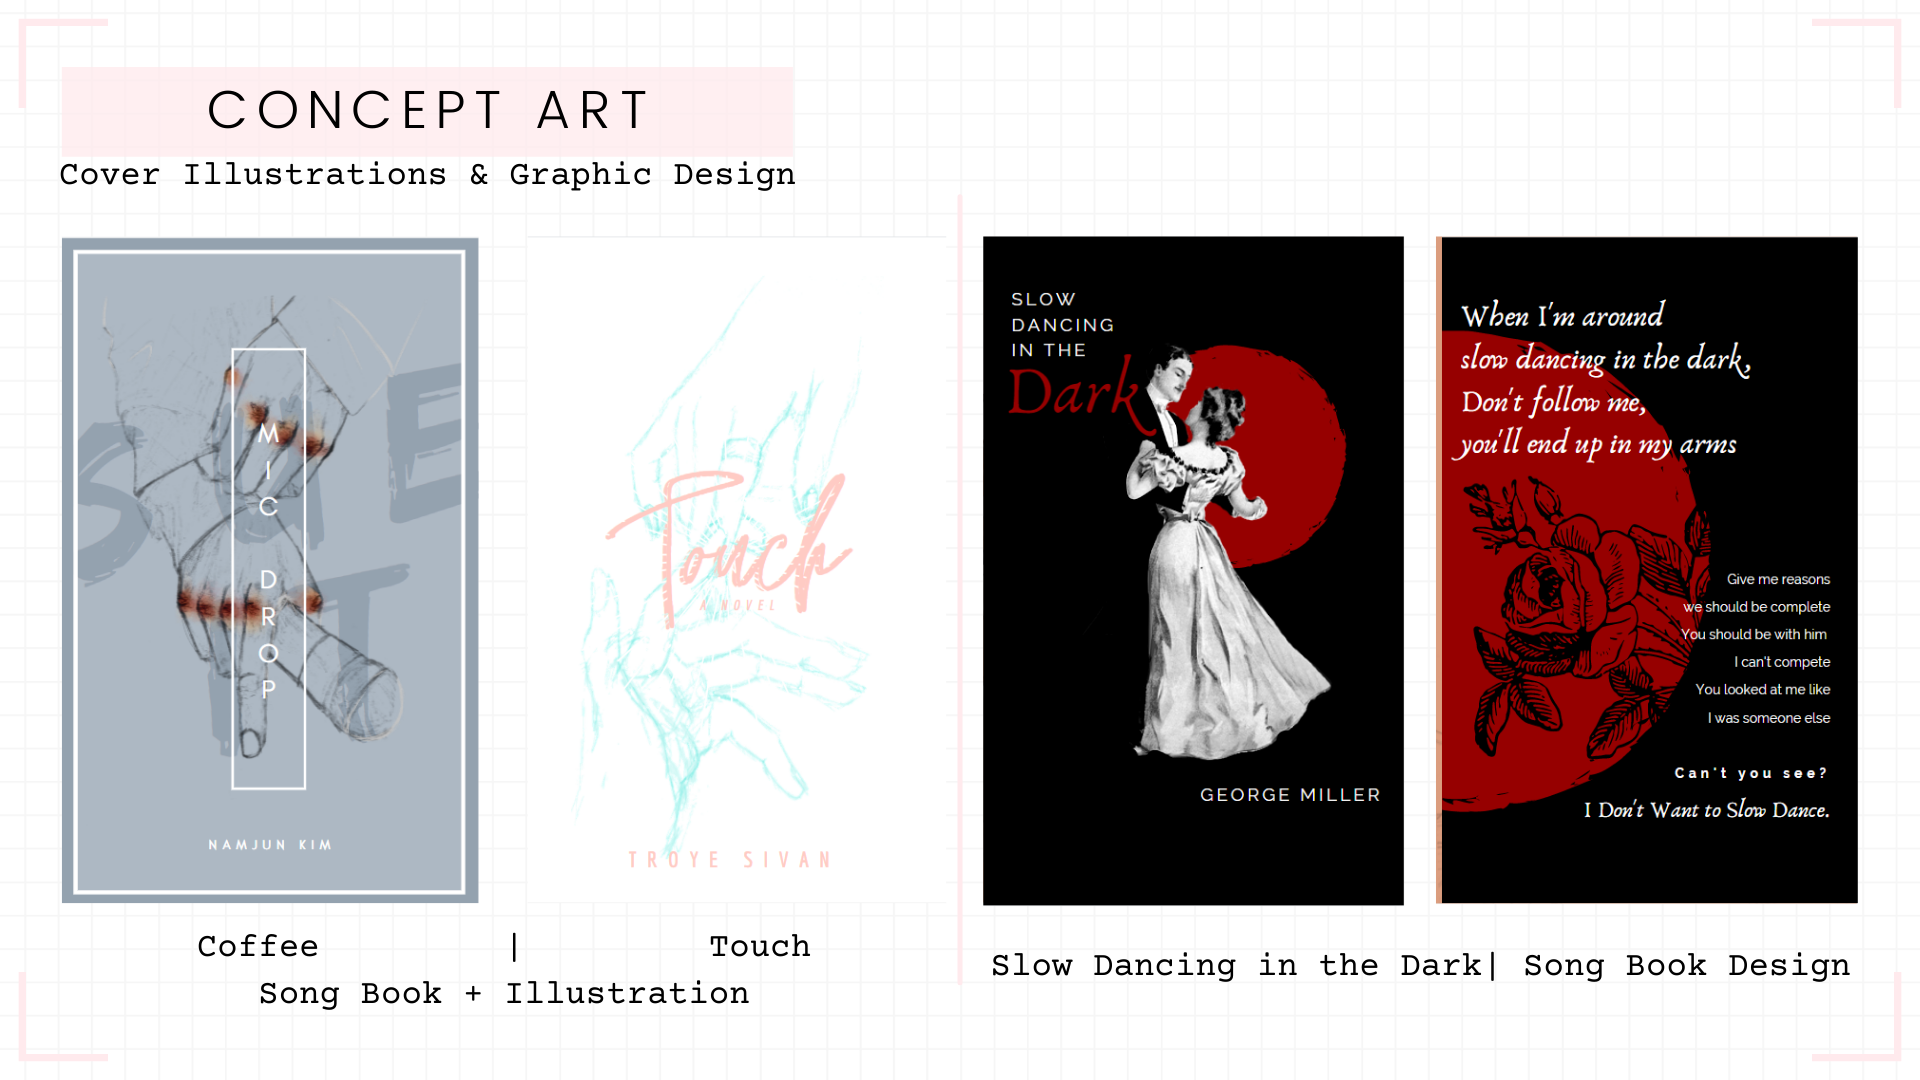 CONCEPT ART
Cover Illustrations & Graphic Design
MIC DROP
NAMJUN KIM
Touch
A NOVEL
TROYE SIVAN
SLOW
DANCING
IN THE
Dark
GEORGE MILLER
When I'm around
slow dancing in the dark,
Don't follow me,
you'll end up in my arms
Give me reasons
we should be complete
You should be with him
I can't compete
You looked at me like
I was someone else
Can't you see?
I Don't Want to Slow Dance.
Coffee | Touch
Song Book + Illustration
Slow Dancing in the Dark| Song Book Design